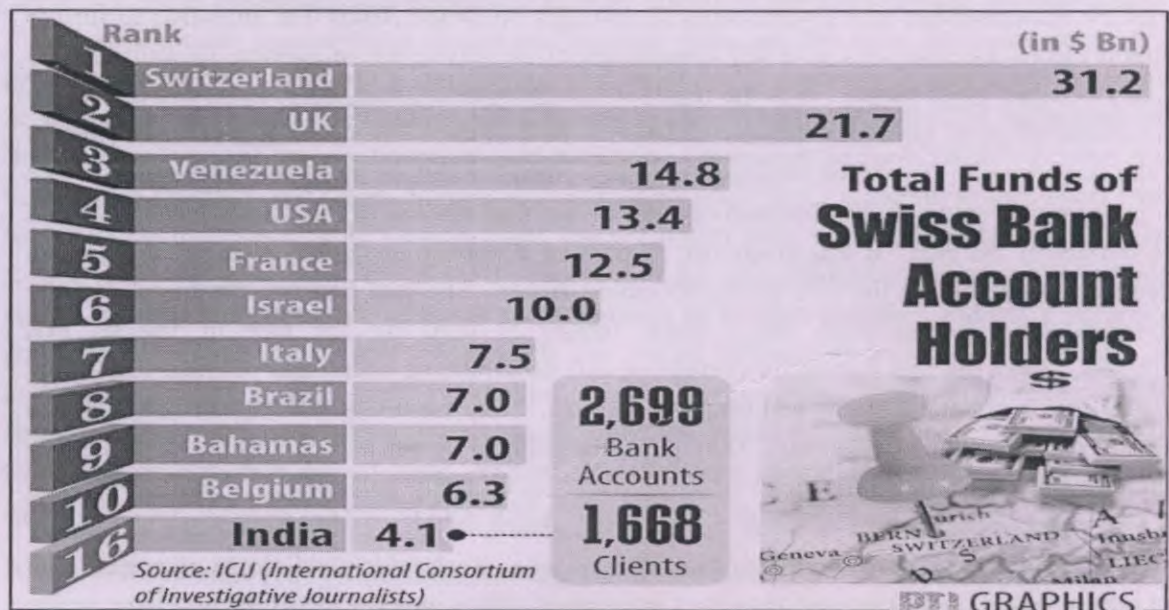 Rank (in $ Bn)
1 Switzerland 31.2
2 UK 21.7
3 Venezuela 14.8
4 USA 13.4
5 France 12.5
6 Israel 10.0
7 Italy 7.5
8 Brazil 7.0
9 Bahamas 7.0
10 Belgium 6.3
16 India 4.1
Total Funds of
Swiss Bank
Account
Holders
2,699
Bank
Accounts
1,668
Clients
$
Geneva
BERN
SWITZERLAND
Source: ICIJ (International Consortium
of Investigative Journalists)
GRAPHICS